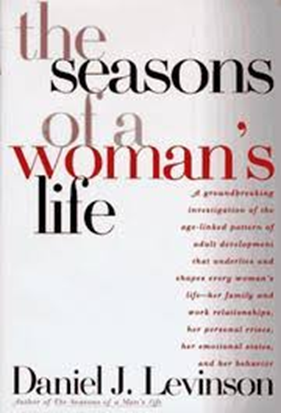 the
seasons
of a
woman's
life
A groundbreaking
investigation of the
age-linked pattern of
adult development
that underlies and
shapes every woman's
life—her family and
work relationships,
her personal crises,
her emotional states,
and her behavior
Daniel J. Levinson
Author of The Seasons of a Man's Life